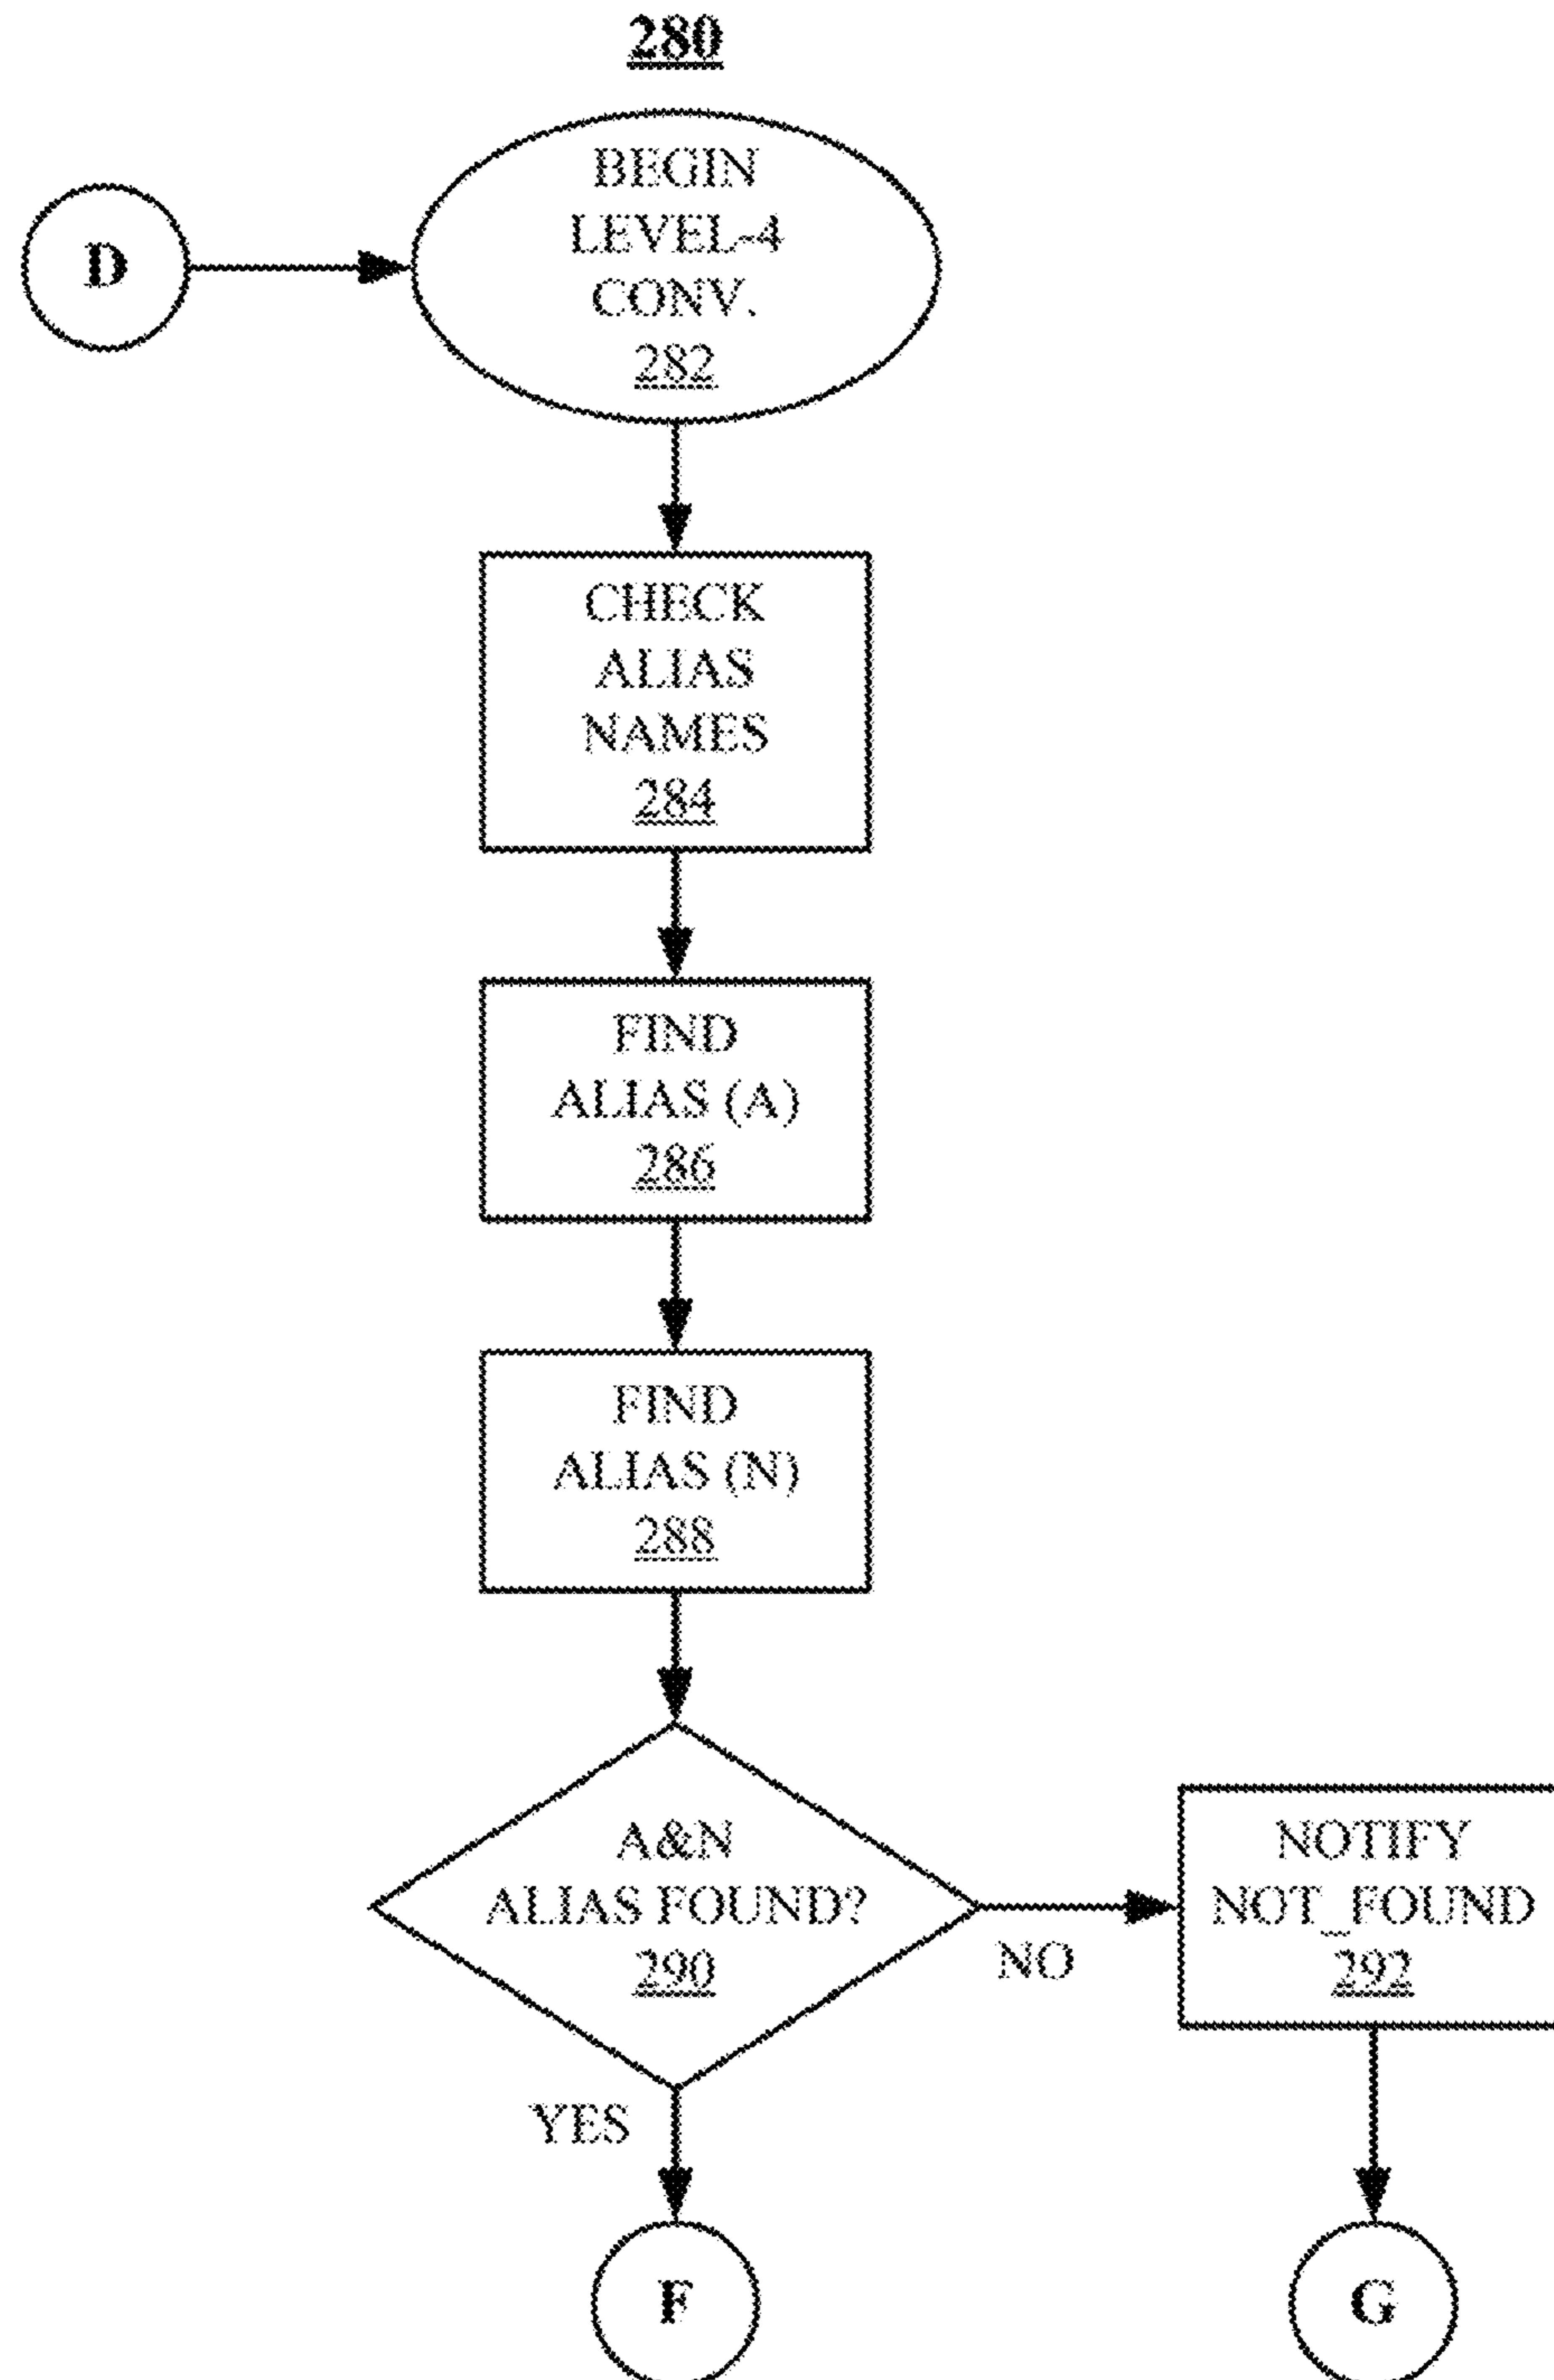 280
D
BEGIN
LEVEL-4
CONV.
282
CHECK
ALIAS
NAMES
284
FIND
ALIAS (A)
286
FIND
ALIAS (N)
288
A&N
ALIAS FOUND?
290
NO
NOTIFY
NOT_FOUND
292
YES
F
G